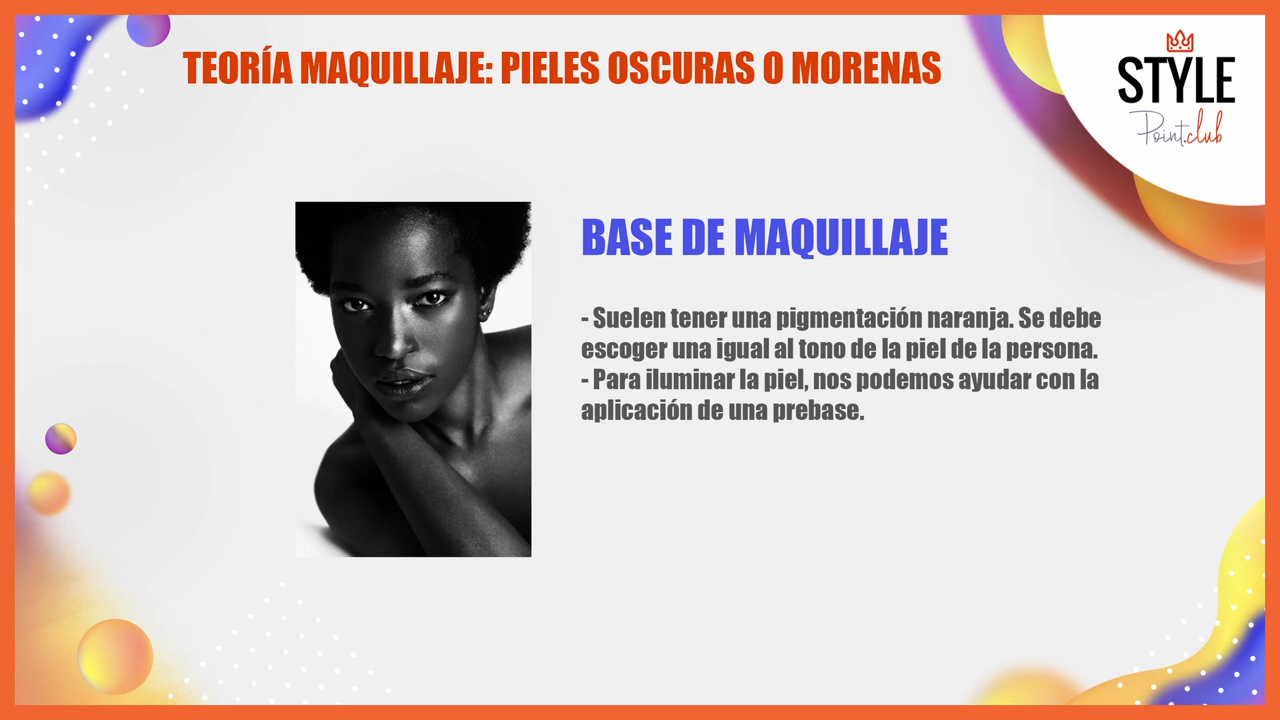 TEORÍA MAQUILLAJE: PIELES OSCURAS O MORENAS
STYLE
Point.club
BASE DE MAQUILLAJE
- Suelen tener una pigmentación naranja. Se debe
escoger una igual al tono de la piel de la persona.
- Para iluminar la piel, nos podemos ayudar con la
aplicación de una prebase.